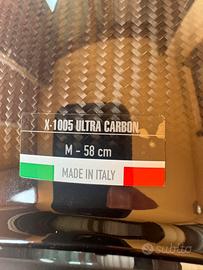 X-1005 ULTRA CARBON
M - 58 cm
MADE IN ITALY
subito